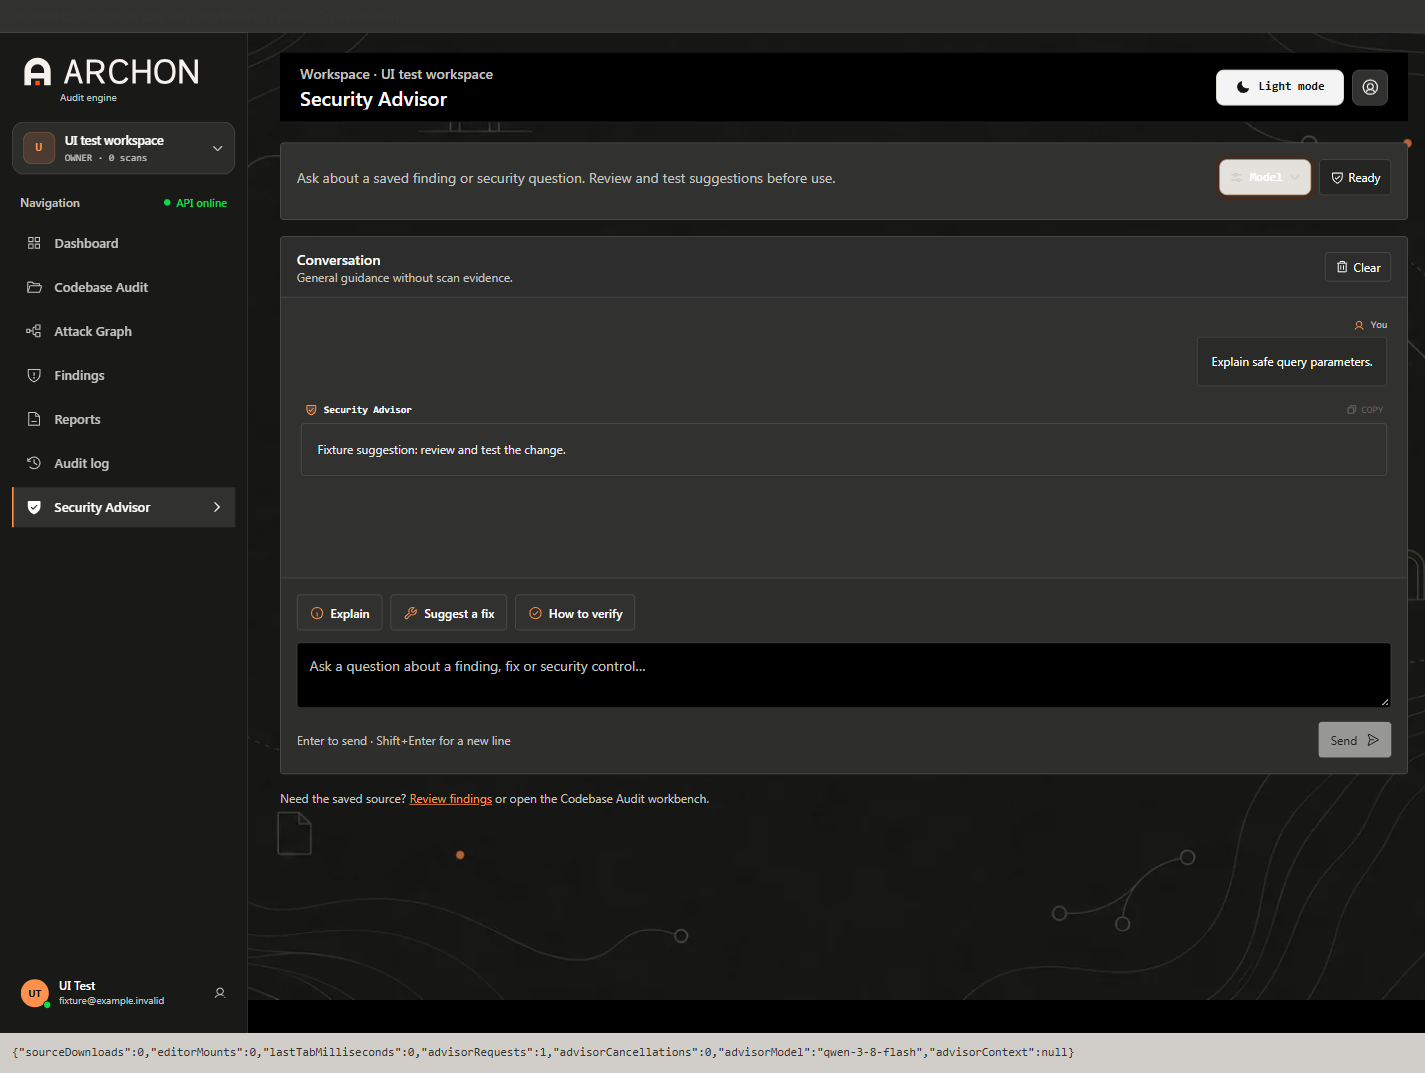 ARCHON
Audit engine
U
UI test workspace
OWNER · 0 scans
Navigation
API online
Dashboard
Codebase Audit
Attack Graph
Findings
Reports
Audit log
Security Advisor
UT
UI Test
fixture@example.invalid
Workspace · UI test workspace
Security Advisor
Light mode
Ask about a saved finding or security question. Review and test suggestions before use.
Model
Ready
Conversation
General guidance without scan evidence.
Clear
You
Explain safe query parameters.
Security Advisor
COPY
Fixture suggestion: review and test the change.
Explain
Suggest a fix
How to verify
Ask a question about a finding, fix or security control...
Enter to send · Shift+Enter for a new line
Send
Need the saved source? Review findings or open the Codebase Audit workbench.
{"sourceDownloads":0,"editorMounts":0,"lastTabMilliseconds":0,"advisorRequests":1,"advisorCancellations":0,"advisorModel":"qwen-3-8-flash","advisorContext":null}